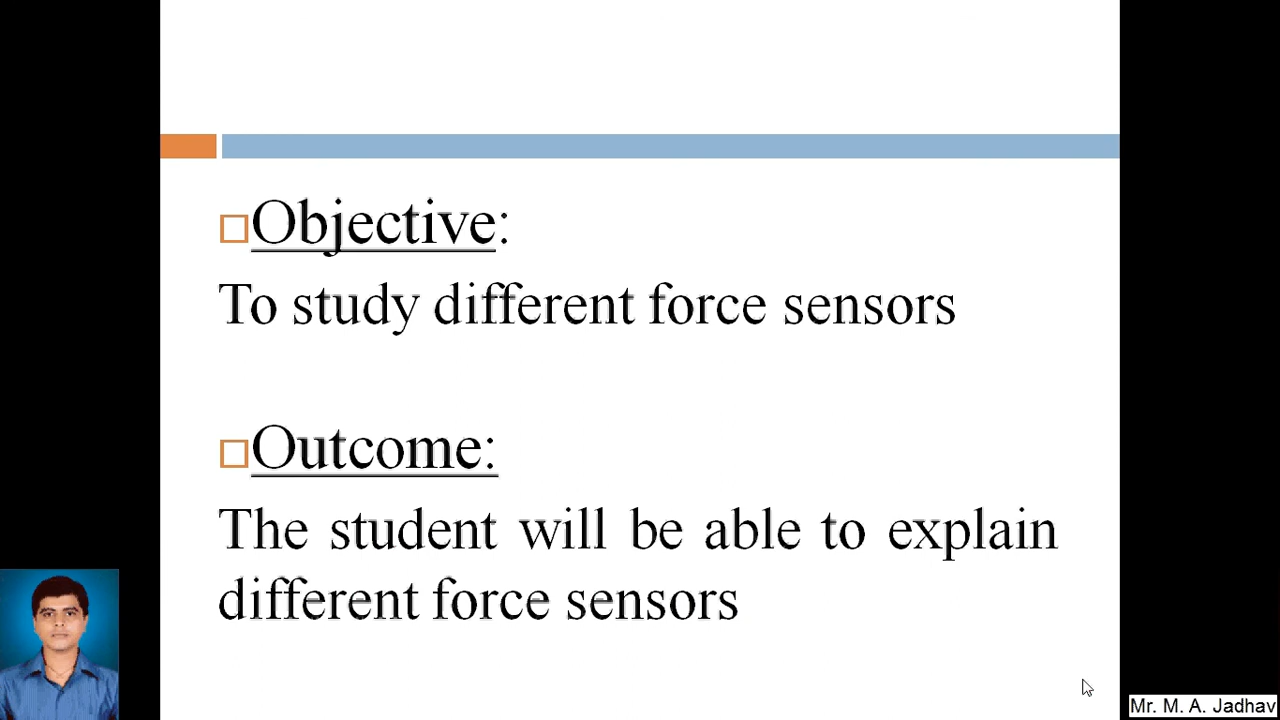 Objective:
To study different force sensors
Outcome:
The student will be able to explain
different force sensors
Mr. M. A. Jadhav